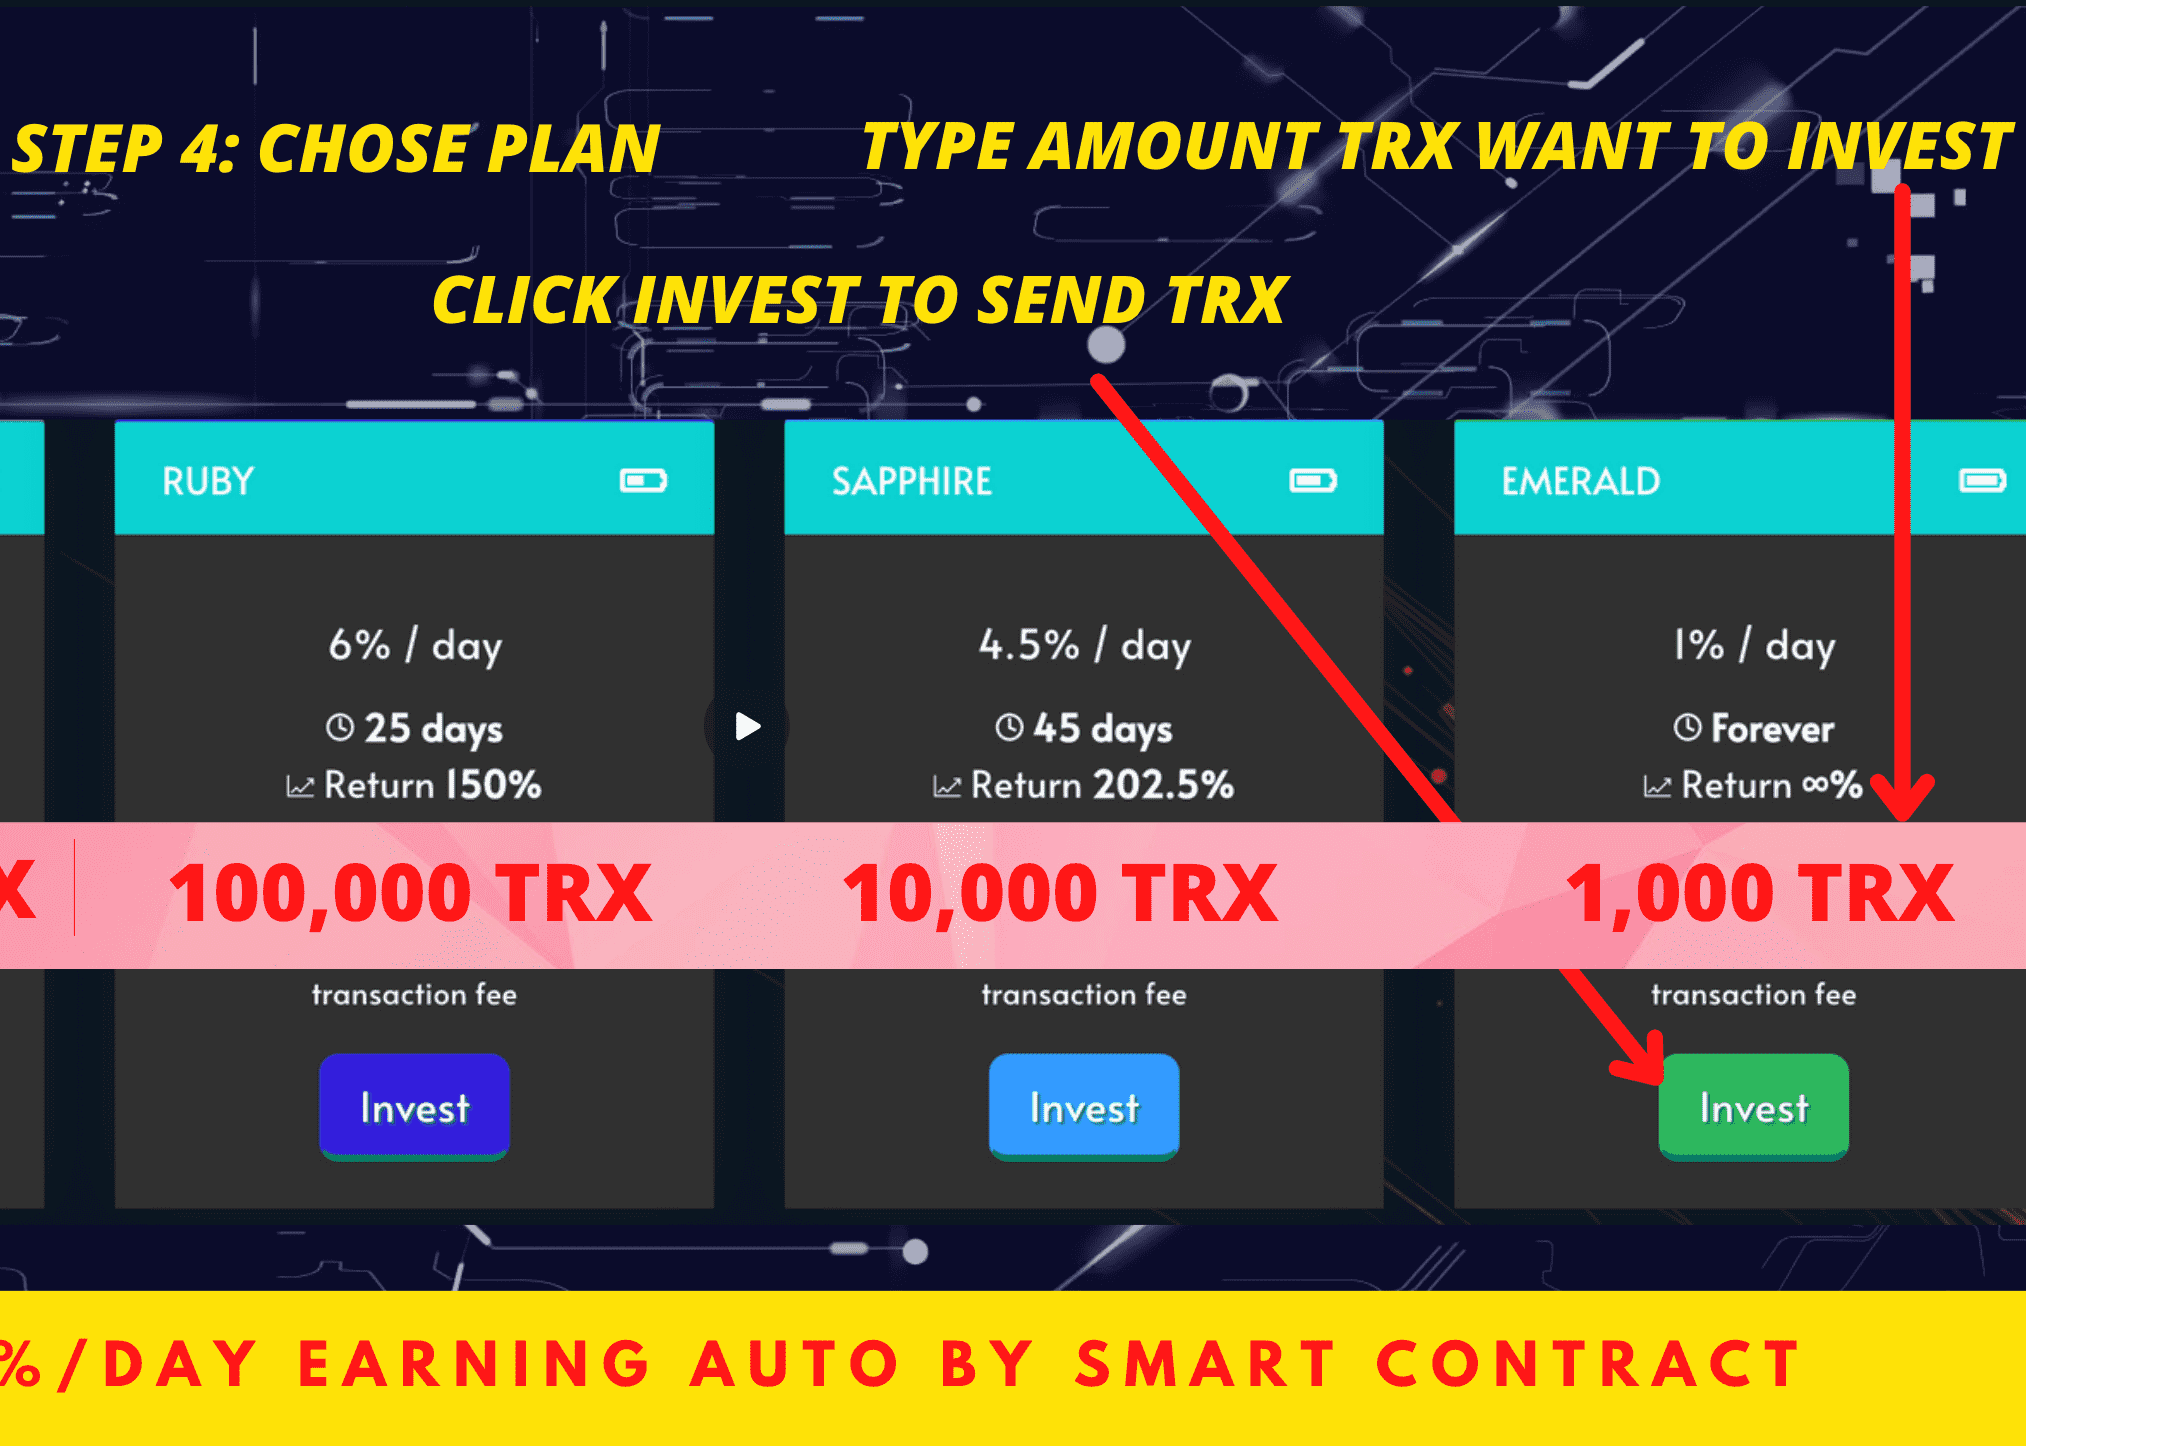 STEP 4: CHOSE PLAN
TYPE AMOUNT TRX WANT TO INVEST
CLICK INVEST TO SEND TRX
RUBY
6% / day
25 days
Return 150%
100,000 TRX
transaction fee
Invest
SAPPHIRE
4.5% / day
45 days
Return 202.5%
10,000 TRX
transaction fee
Invest
EMERALD
1% / day
Forever
Return ∞%
1,000 TRX
transaction fee
Invest
%/DAY EARNING AUTO BY SMART CONTRACT